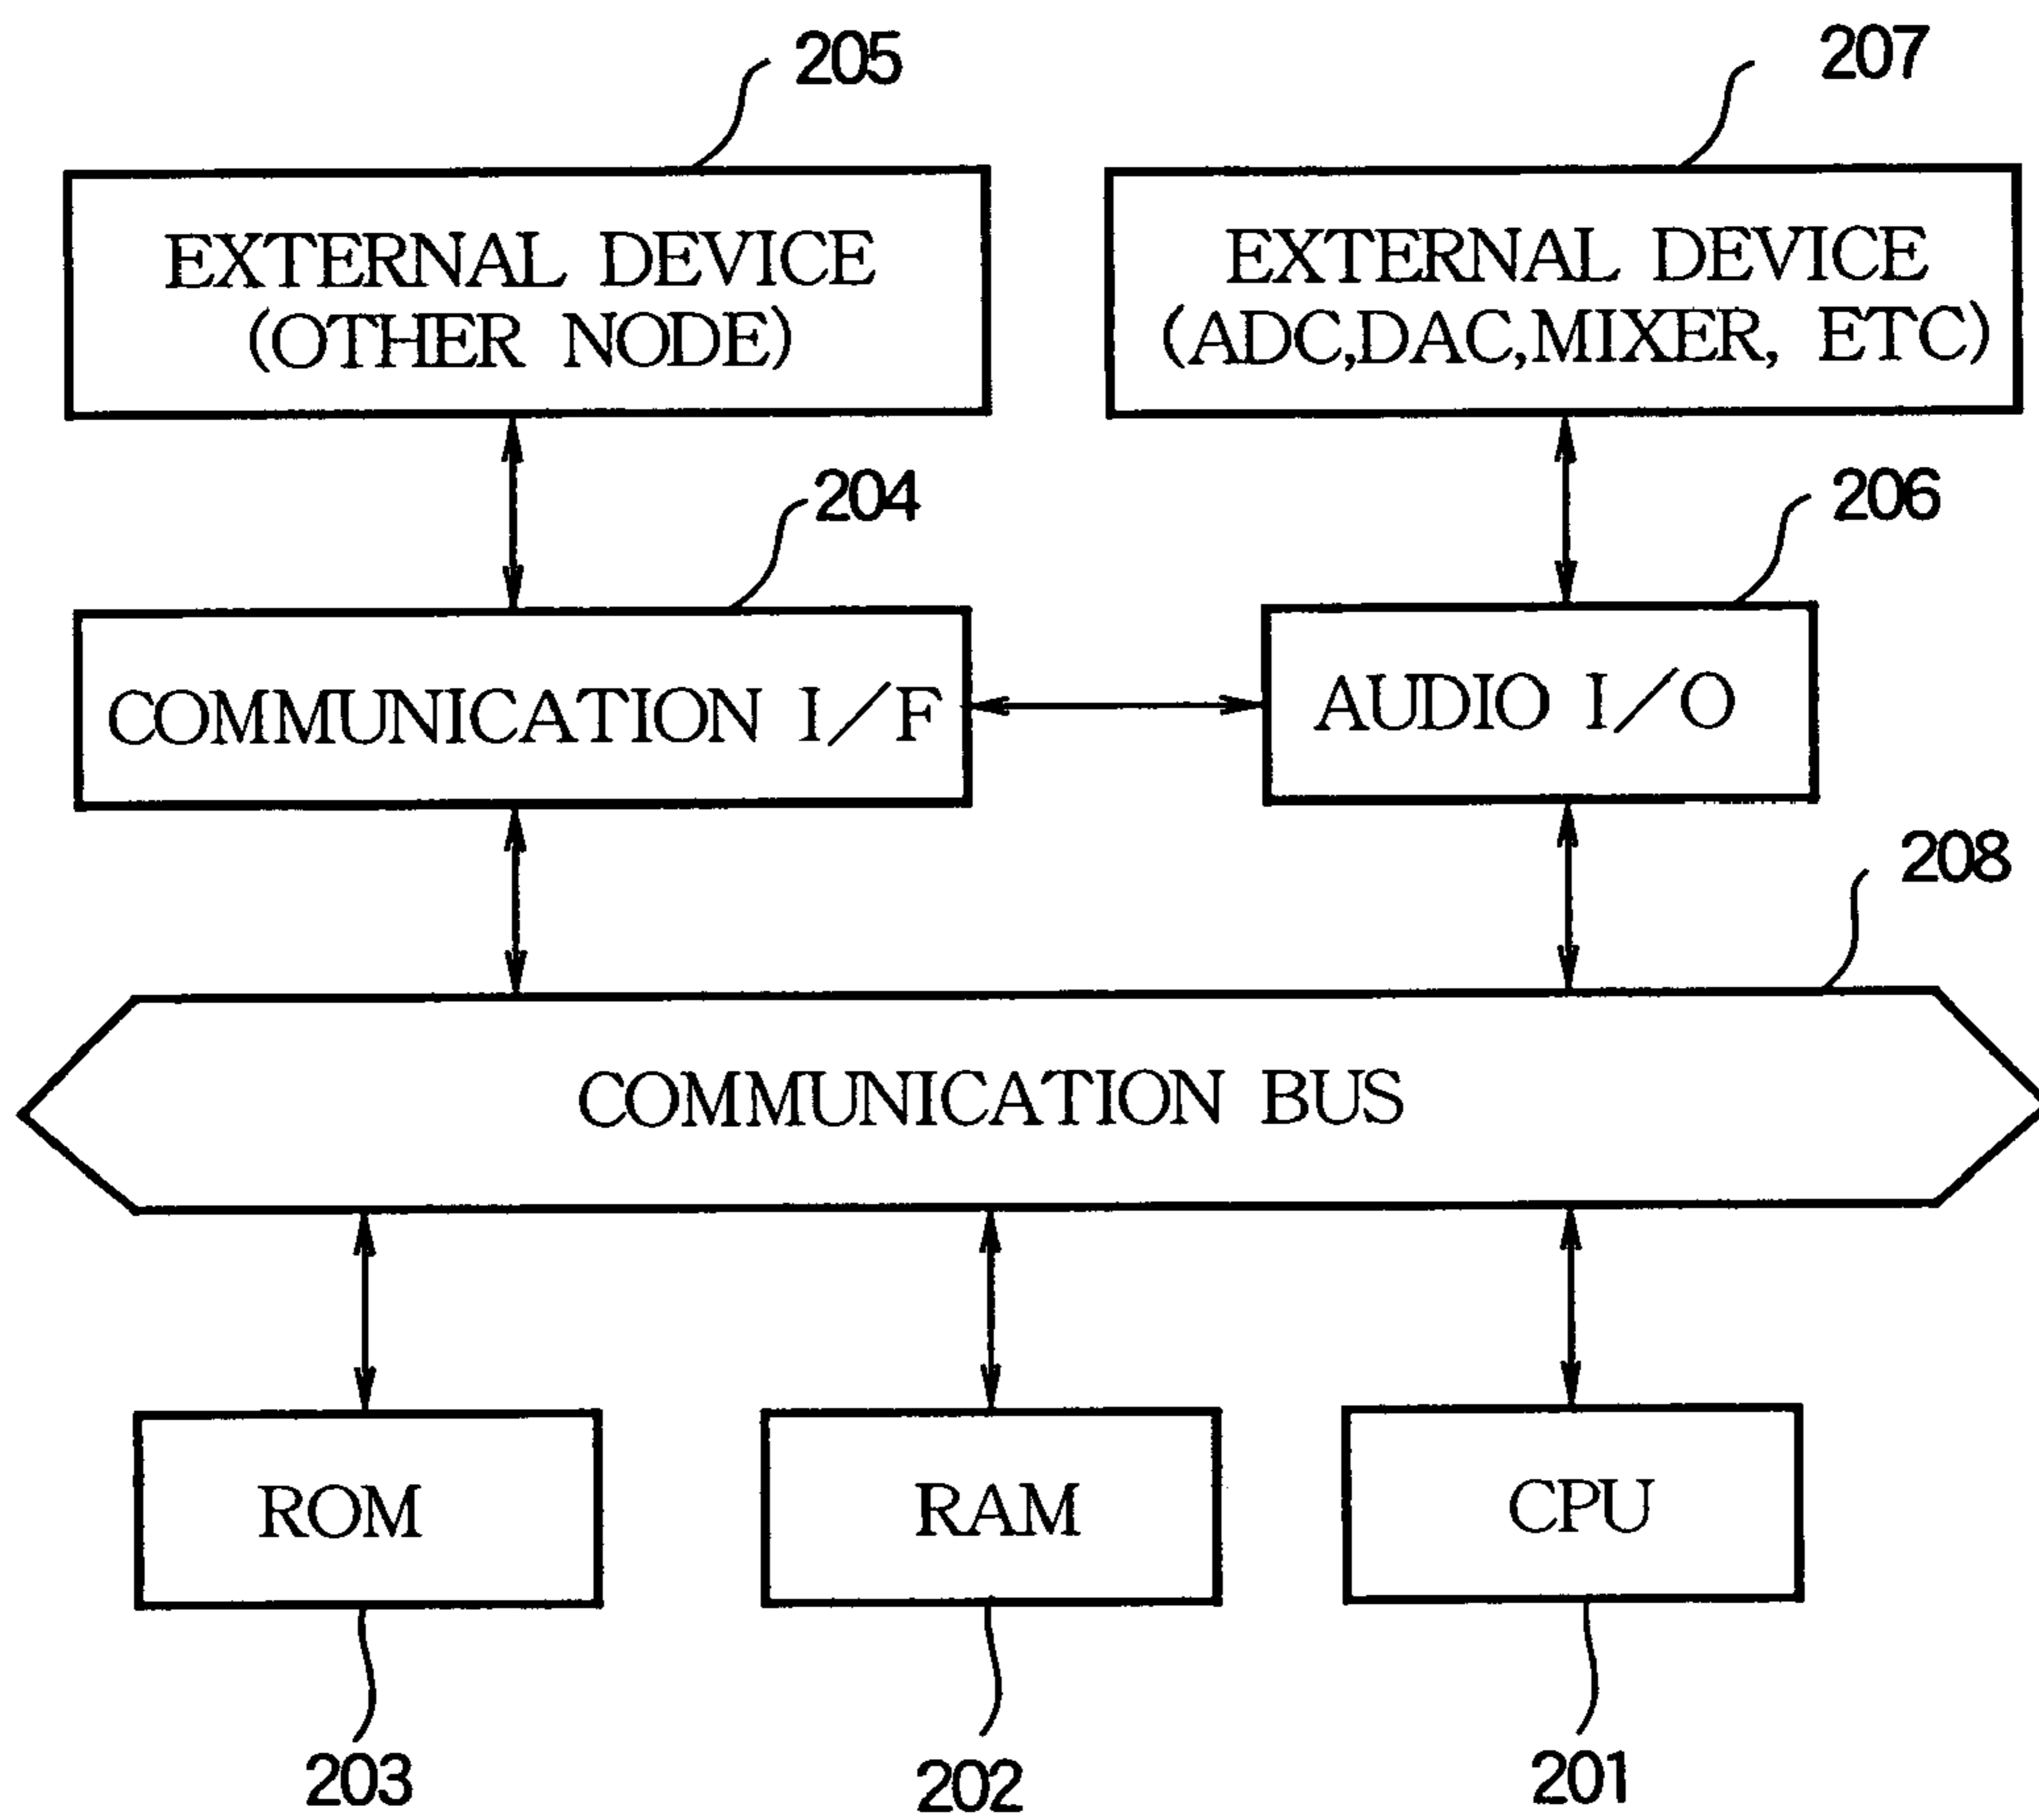 205
207
EXTERNAL DEVICE
(OTHER NODE)
EXTERNAL DEVICE
(ADC,DAC,MIXER, ETC)
204
206
COMMUNICATION I/F
AUDIO I/O
208
COMMUNICATION BUS
ROM
RAM
CPU
203
202
201